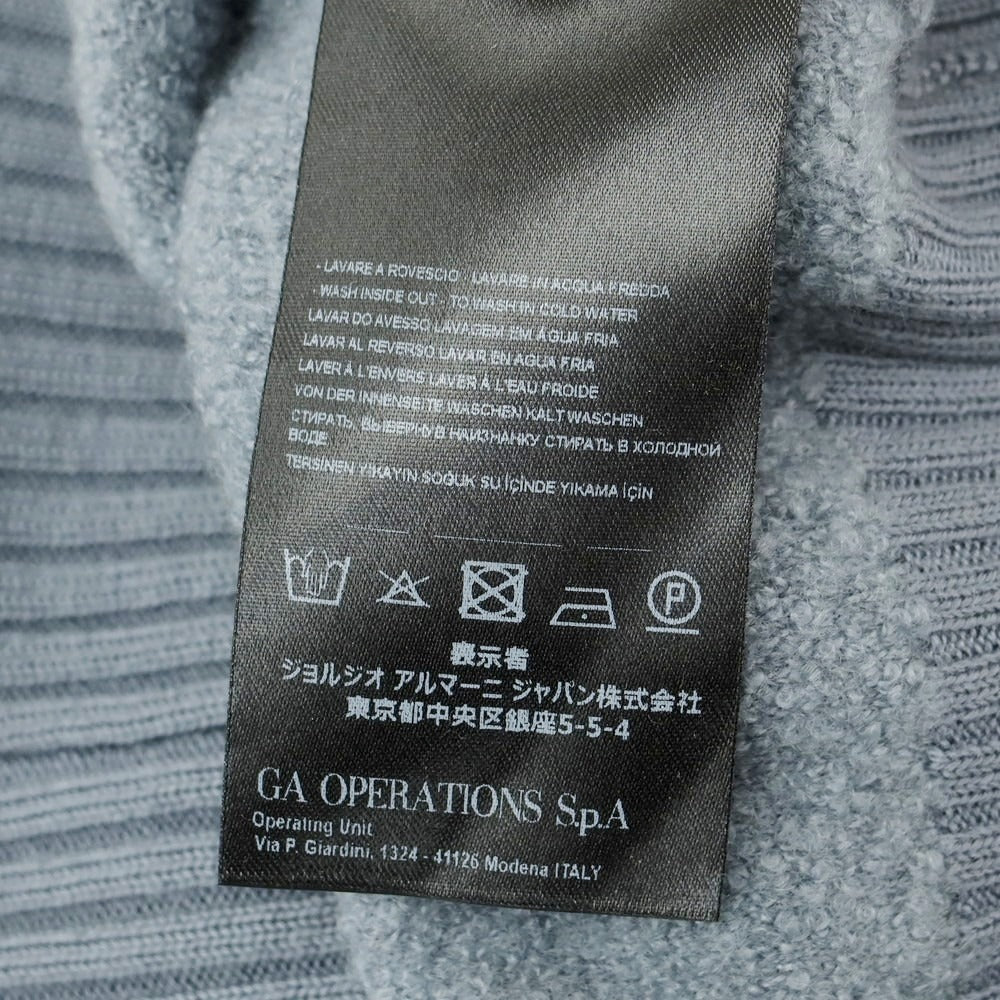 - LAVARE A ROVESCIO - LAVARE IN ACQUA FREDDA
- WASH INSIDE OUT - TO WASH IN COLD WATER
LAVAR DO AVESSO LAVAGEM EM AGUA FRIA
LAVAR AL REVERSO LAVAR EN AGUA FRIA
LAVER À L'ENVERS LAVER À L'EAU FROIDE
VON DER INNENSEITE WASCHEN KALT WASCHEN
СТИРАТЬ, ВЫВЕРНУВ НАИЗНАНКУ СТИРАТЬ В ХОЛОДНОЙ
ВОДЕ
TERSINEN YIKAYIN SOĞUK SU İÇİNDE YIKAMA İÇİN
P
表示者
ジョルジオ アルマーニ ジャパン株式会社
東京都中央区銀座5-5-4
GA OPERATIONS S.p.A
Operating Unit
Via P. Giardini, 1324 - 41126 Modena ITALY